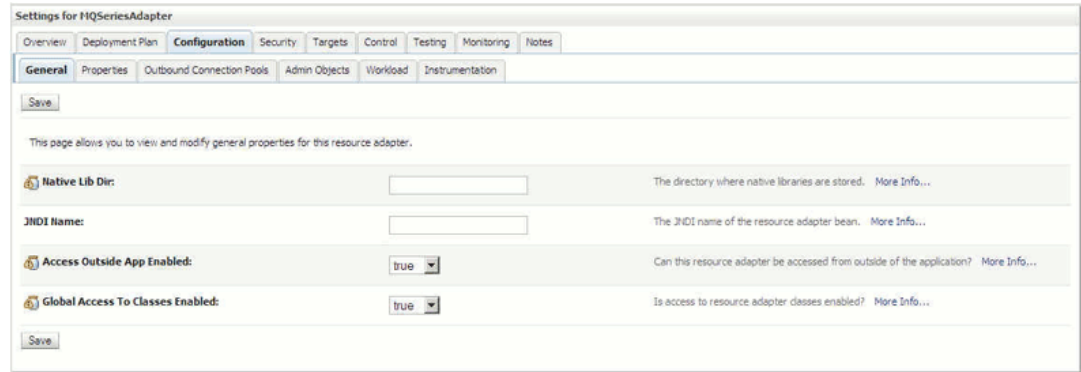 Settings for MQSeriesAdapter
Overview Deployment Plan Configuration Security Targets Control Testing Monitoring Notes
General Properties Outbound Connection Pools Admin Objects Workload Instrumentation
Save
This page allows you to view and modify general properties for this resource adapter.
Native Lib Dir: The directory where native libraries are stored. More Info...
JNDI Name: The JNDI name of the resource adapter bean. More Info...
Access Outside App Enabled: true Can this resource adapter be accessed from outside of the application? More Info...
Global Access To Classes Enabled: true Is access to resource adapter classes enabled? More Info...
Save